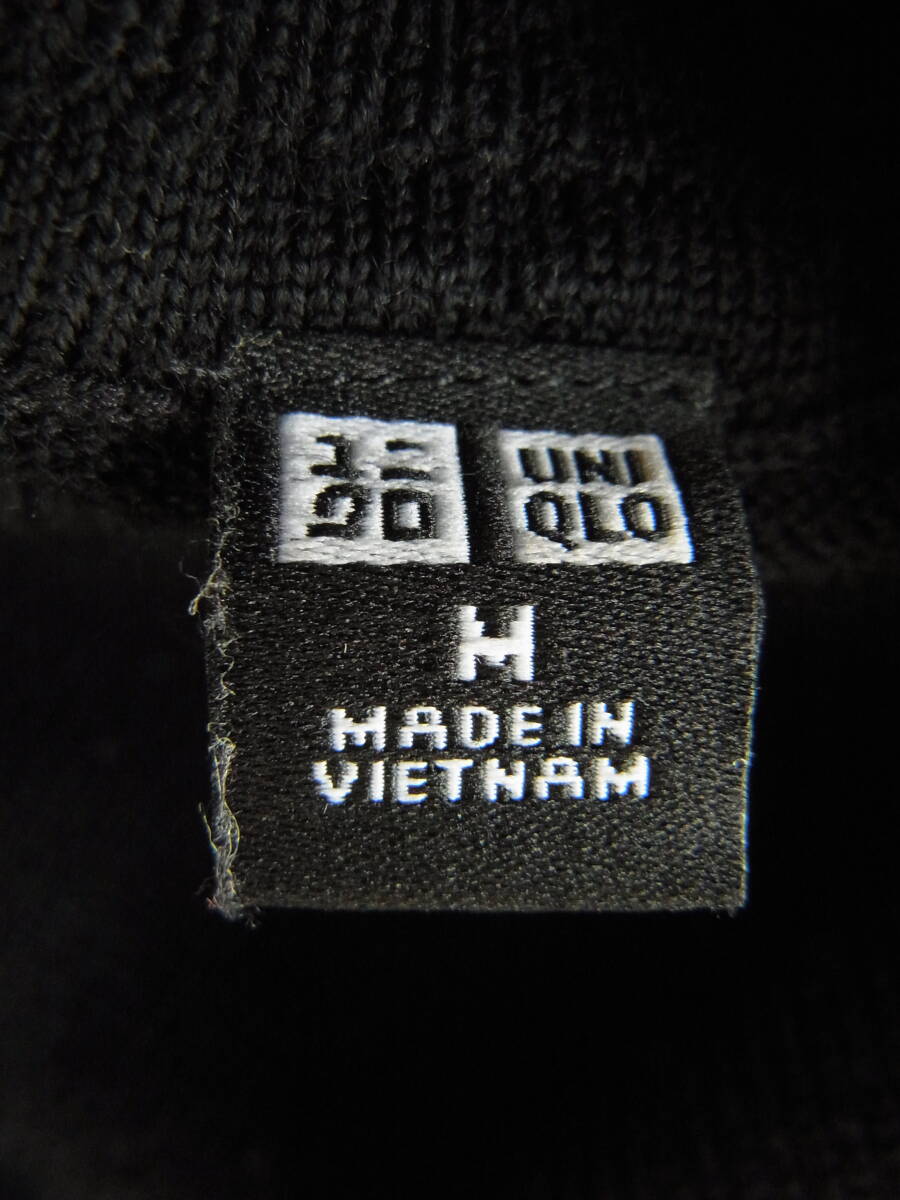 ユニ UNI
クロ QLO
M
MADE IN
VIETNAM